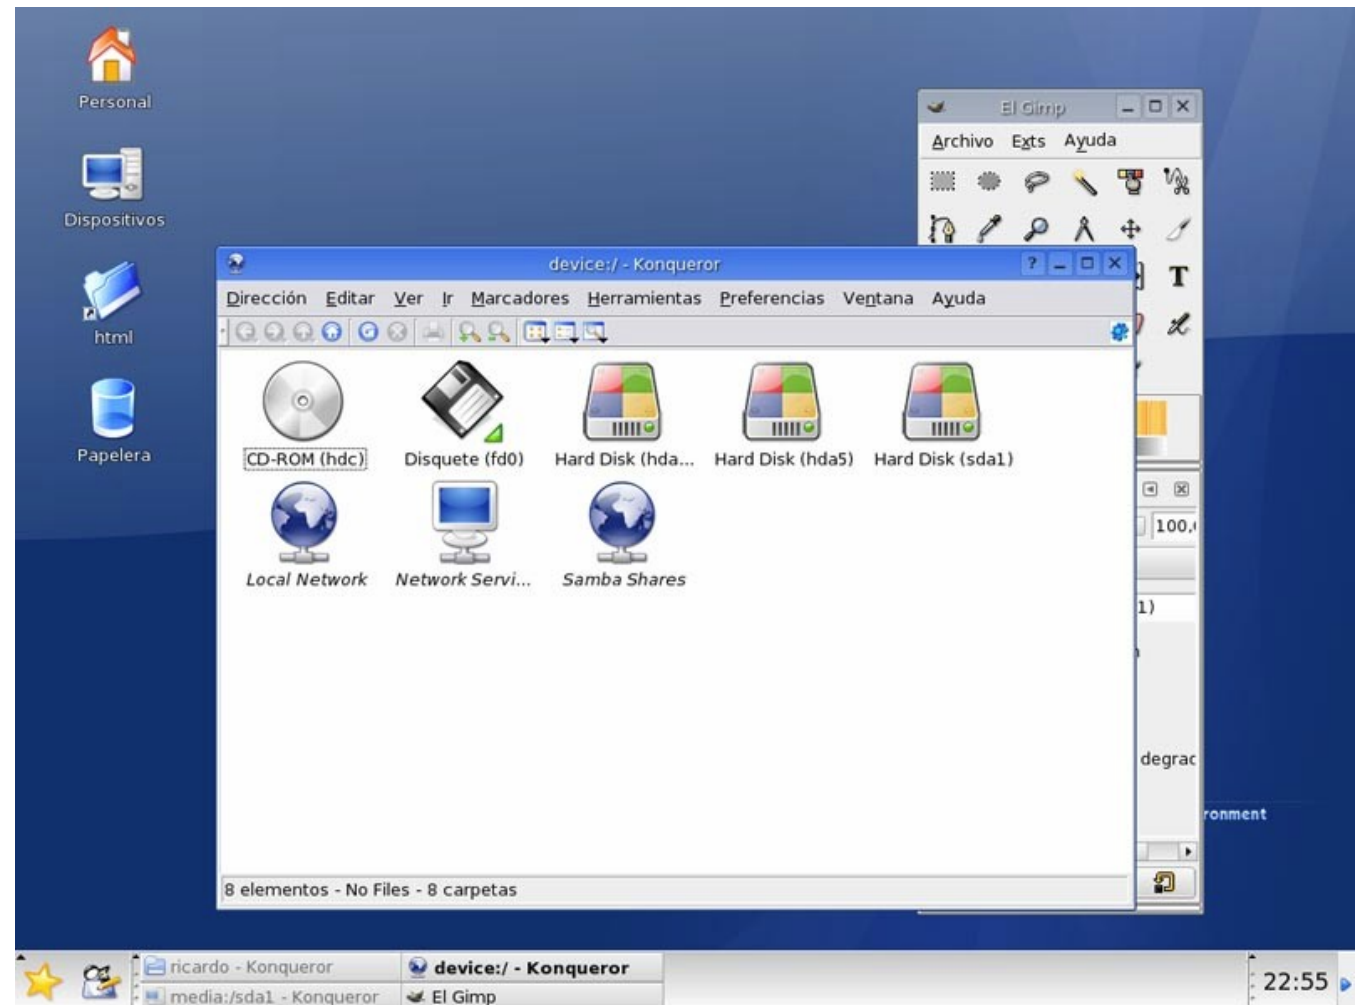 Personal
Dispositivos
html
Papelera
El Gimp
Archivo Exts Ayuda
T
device:/ - Konqueror
Dirección Editar Ver Ir Marcadores Herramientas Preferencias Ventana Ayuda
CD-ROM (hdc) Disquete (fd0) Hard Disk (hda... Hard Disk (hda5) Hard Disk (sda1)
Local Network Network Servi... Samba Shares
8 elementos - No Files - 8 carpetas
100,
1)
degrac
ronment
ricardo - Konqueror
device:/ - Konqueror
media:/sda1 - Konqueror
El Gimp
22:55